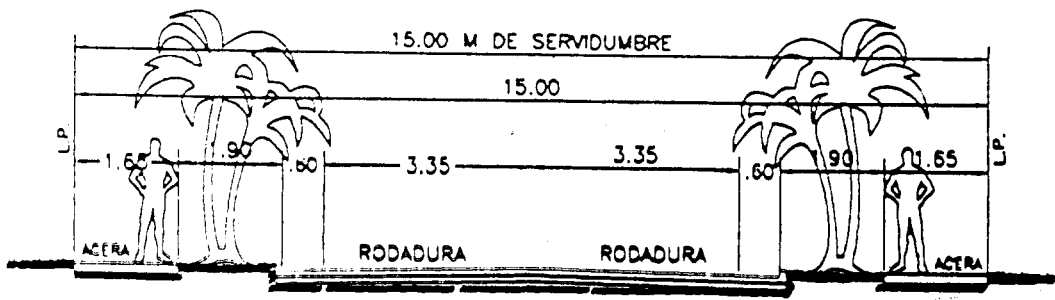 15.00 M DE SERVIDUMBRE
15.00
L.P. 1.65 .90 .60 3.35 3.35 .60 1.90 1.65 L.P.
ACERA RODADURA RODADURA ACERA